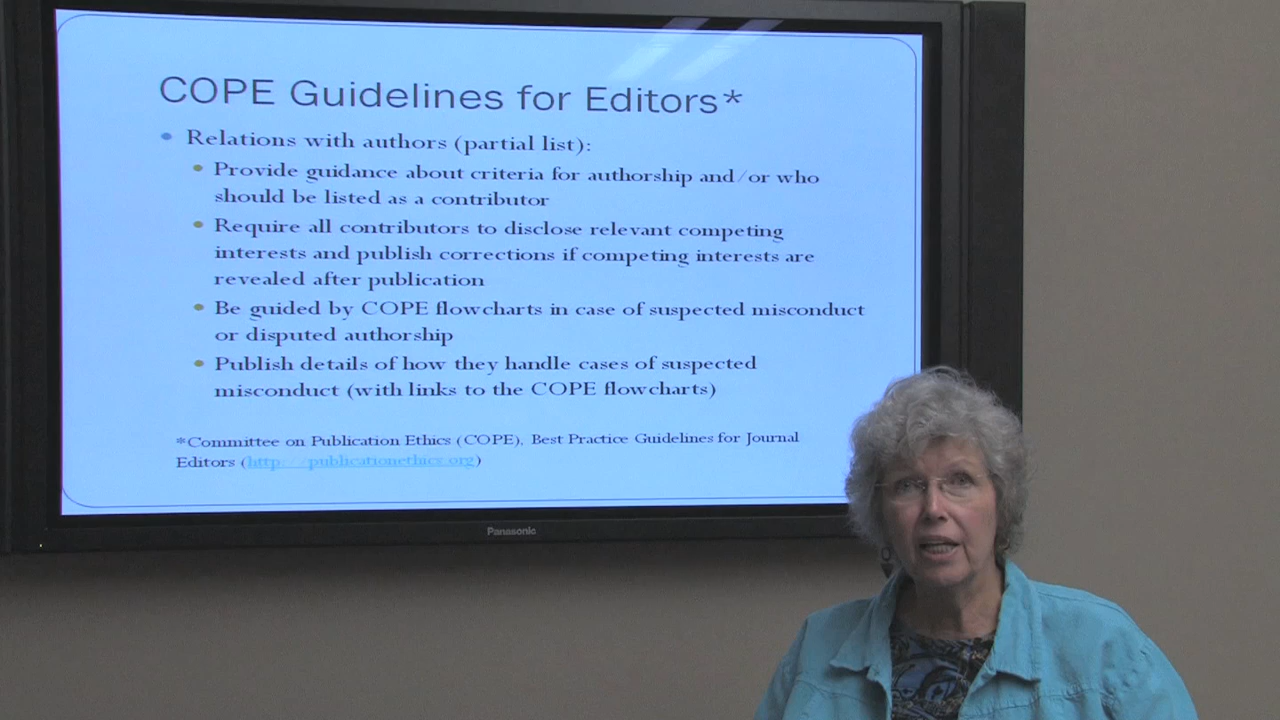 COPE Guidelines for Editors*
• Relations with authors (partial list):
• Provide guidance about criteria for authorship and/or who
should be listed as a contributor
• Require all contributors to disclose relevant competing
interests and publish corrections if competing interests are
revealed after publication
• Be guided by COPE flowcharts in case of suspected misconduct
or disputed authorship
• Publish details of how they handle cases of suspected
misconduct (with links to the COPE flowcharts)
*Committee on Publication Ethics (COPE), Best Practice Guidelines for Journal
Editors (http://publicationethics.org)
Panasonic